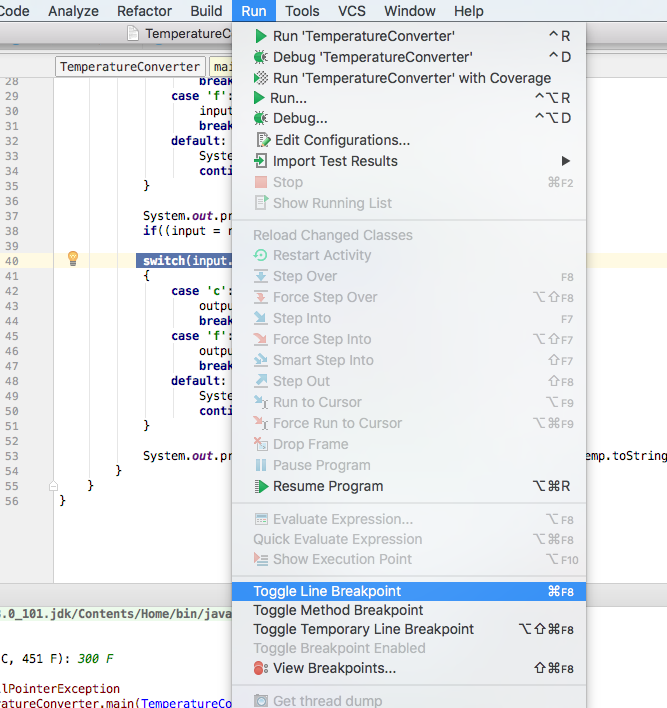 Code Analyze Refactor Build Run Tools VCS Window Help
TemperatureC
TemperatureConverter mai
Run 'TemperatureConverter' ^R
Debug 'TemperatureConverter' ^D
Run 'TemperatureConverter' with Coverage
Run... ^⌥R
Debug... ^⌥D
Edit Configurations...
Import Test Results ▶
Stop ⌘F2
Show Running List
Reload Changed Classes
Restart Activity
Step Over F8
Force Step Over ⌥⇧F8
Step Into F7
Force Step Into ⌥⇧F7
Smart Step Into ⇧F7
Step Out ⇧F8
Run to Cursor ⌥F9
Force Run to Cursor ⌥⌘F9
Drop Frame
Pause Program
Resume Program ⌥⌘R
Evaluate Expression... ⌥F8
Quick Evaluate Expression ⌥⌘F8
Show Execution Point ⌥F10
Toggle Line Breakpoint ⌘F8
Toggle Method Breakpoint
Toggle Temporary Line Breakpoint ⌥⇧⌘F8
Toggle Breakpoint Enabled
View Breakpoints... ⇧⌘F8
Get thread dump
28 break
29 case 'f':
30 input
31 break
32 default:
33 Syste
34 conti
35 }
36
37 System.out.pr
38 if((input = r
39
40 switch(input.
41 {
42 case 'c':
43 outpu
44 break
45 case 'f':
46 outpu
47 break
48 default:
49 Syste
50 conti
51 }
52
53 System.out.pr emp.toString
54 }
55 }
56 }
.0_101.jdk/Contents/Home/bin/java
C, 451 F): 300 F
llPointerException
ratureConverter.main(TemperatureCo